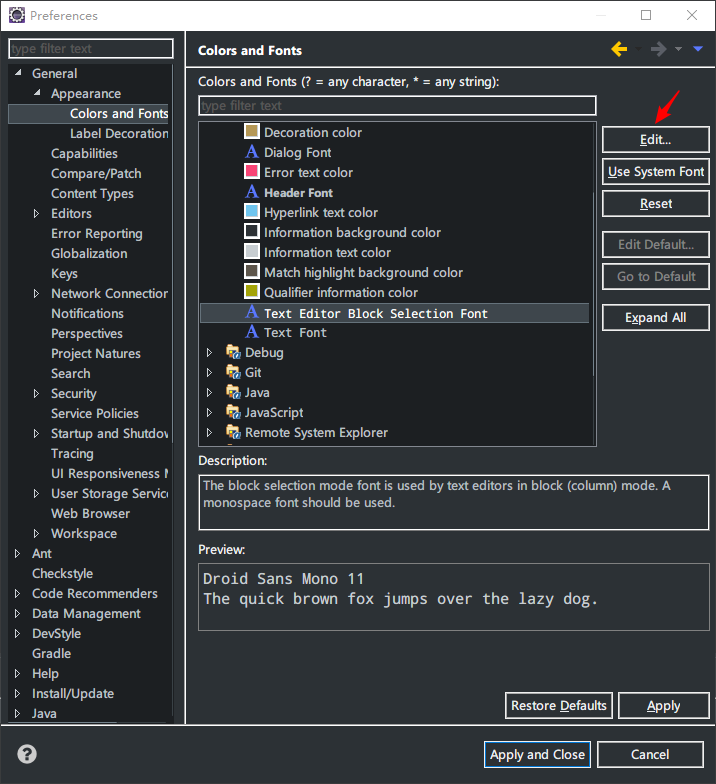 Preferences
type filter text
General
Appearance
Colors and Fonts
Label Decoration
Capabilities
Compare/Patch
Content Types
Editors
Error Reporting
Globalization
Keys
Network Connection
Notifications
Perspectives
Project Natures
Search
Security
Service Policies
Startup and Shutdow
Tracing
UI Responsiveness M
User Storage Service
Web Browser
Workspace
Ant
Checkstyle
Code Recommenders
Data Management
DevStyle
Gradle
Help
Install/Update
Java
Colors and Fonts
Colors and Fonts (? = any character, * = any string):
type filter text
Decoration color
Dialog Font
Error text color
Header Font
Hyperlink text color
Information background color
Information text color
Match highlight background color
Qualifier information color
Text Editor Block Selection Font
Text Font
Debug
Git
Java
JavaScript
Remote System Explorer
Edit...
Use System Font
Reset
Edit Default...
Go to Default
Expand All
Description:
The block selection mode font is used by text editors in block (column) mode. A
monospace font should be used.
Preview:
Droid Sans Mono 11
The quick brown fox jumps over the lazy dog.
Restore Defaults
Apply
Apply and Close
Cancel